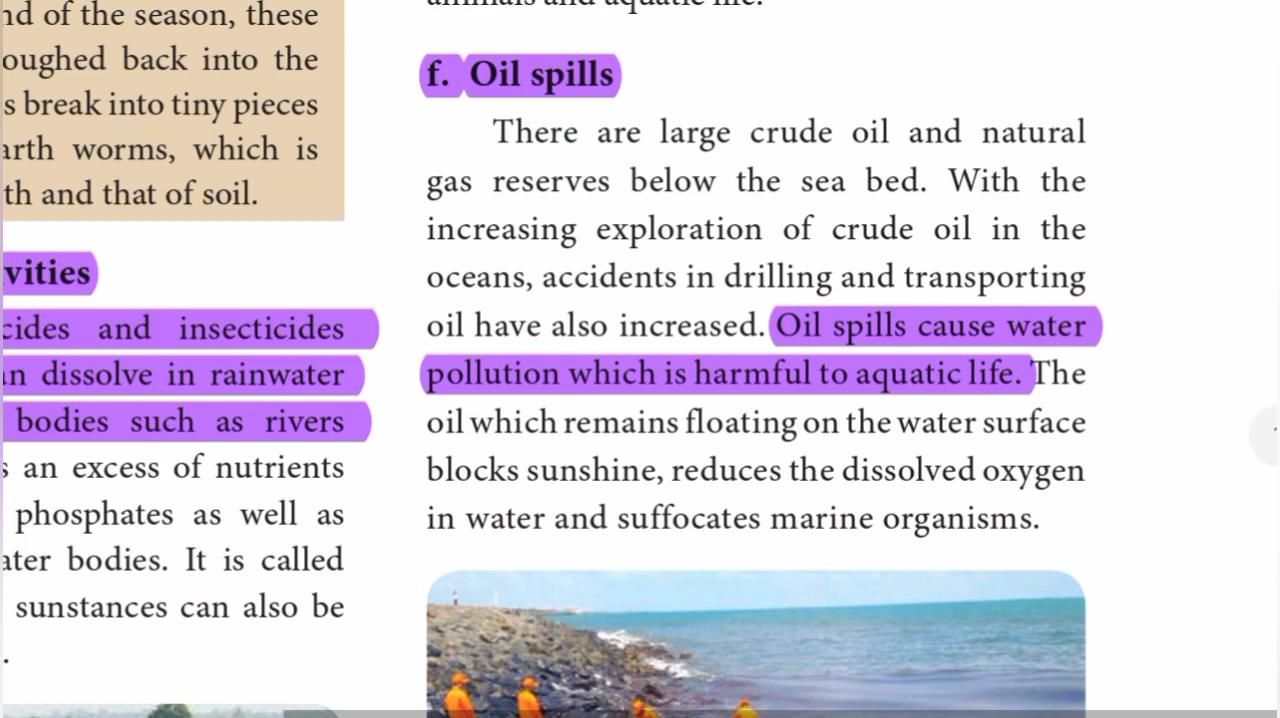 nd of the season, these
oughed back into the
s break into tiny pieces
arth worms, which is
th and that of soil.
vities
cides and insecticides
an dissolve in rainwater
bodies such as rivers
s an excess of nutrients
phosphates as well as
ater bodies. It is called
sunstances can also be
.
animals and aquatic life.
f. Oil spills
There are large crude oil and natural
gas reserves below the sea bed. With the
increasing exploration of crude oil in the
oceans, accidents in drilling and transporting
oil have also increased. Oil spills cause water
pollution which is harmful to aquatic life. The
oil which remains floating on the water surface
blocks sunshine, reduces the dissolved oxygen
in water and suffocates marine organisms.